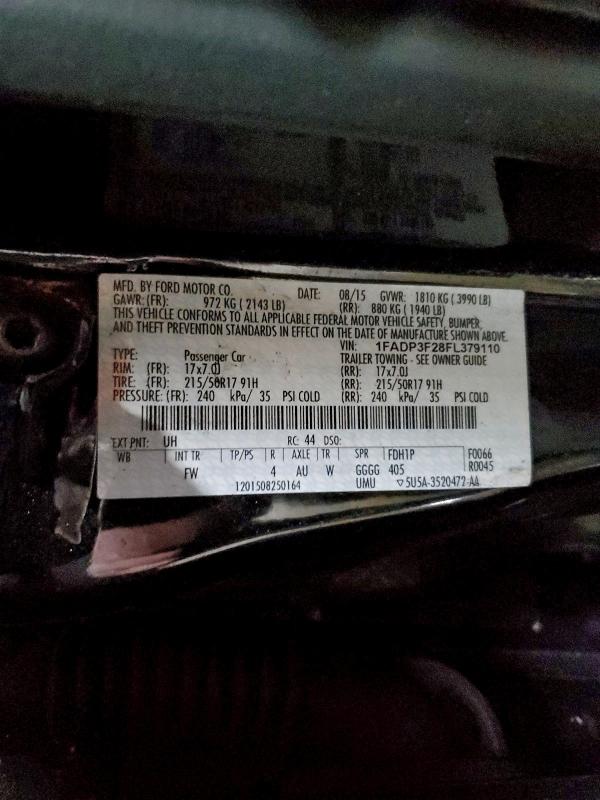 MFD. BY FORD MOTOR CO. DATE: 08/15 GVWR: 1810 KG ( 3990 LB)
GAWR: (FR): 972 KG ( 2143 LB) (RR): 880 KG ( 1940 LB)
THIS VEHICLE CONFORMS TO ALL APPLICABLE FEDERAL MOTOR VEHICLE SAFETY, BUMPER,
AND THEFT PREVENTION STANDARDS IN EFFECT ON THE DATE OF MANUFACTURE SHOWN ABOVE.
VIN: 1FADP3F28FL379110
TYPE: Passenger Car TRAILER TOWING - SEE OWNER GUIDE
RIM: (FR): 17x7.0J (RR): 17x7.0J
TIRE: (FR): 215/50R17 91H (RR): 215/50R17 91H
PRESSURE: (FR): 240 kPa/ 35 PSI COLD (RR): 240 kPa/ 35 PSI COLD
EXT PNT: UH RC: 44 DSO:
WB INT TR TP/PS R AXLE TR SPR FDH1P F0066
FW 4 AU W GGGG 405 R0045
1201508250164 UMU ▽5U5A-3520472-AA